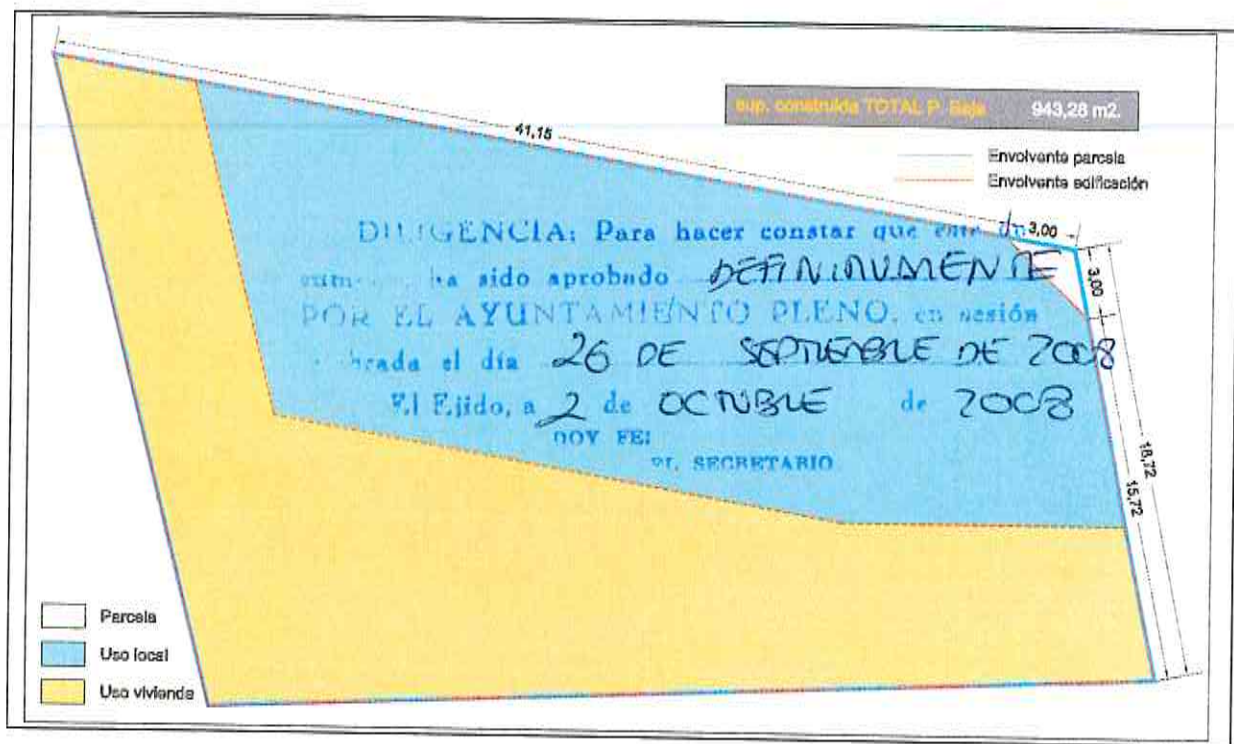 41,15
sup. construida TOTAL P. Baja 943,28 m2.
Envolvente parcela
Envolvente edificación
3,00
3,00
DILIGENCIA: Para hacer constar que este
ha sido aprobado DEFINITIVAMENTE
POR EL AYUNTAMIENTO PLENO, en sesión
el día 26 DE SEPTIEMBRE DE 2008
El Ejido, a 2 de OCTUBRE de 2008
DOY FE:
EL SECRETARIO
18,72
15,72
Parcela
Uso local
Uso vivienda